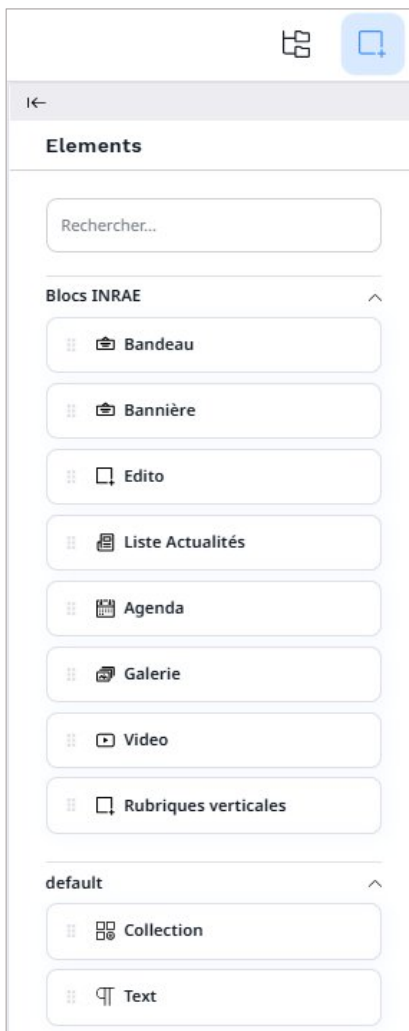 Elements
Rechercher...
Blocs INRAE
Bandeau
Bannière
Edito
Liste Actualités
Agenda
Galerie
Video
Rubriques verticales
default
Collection
Text